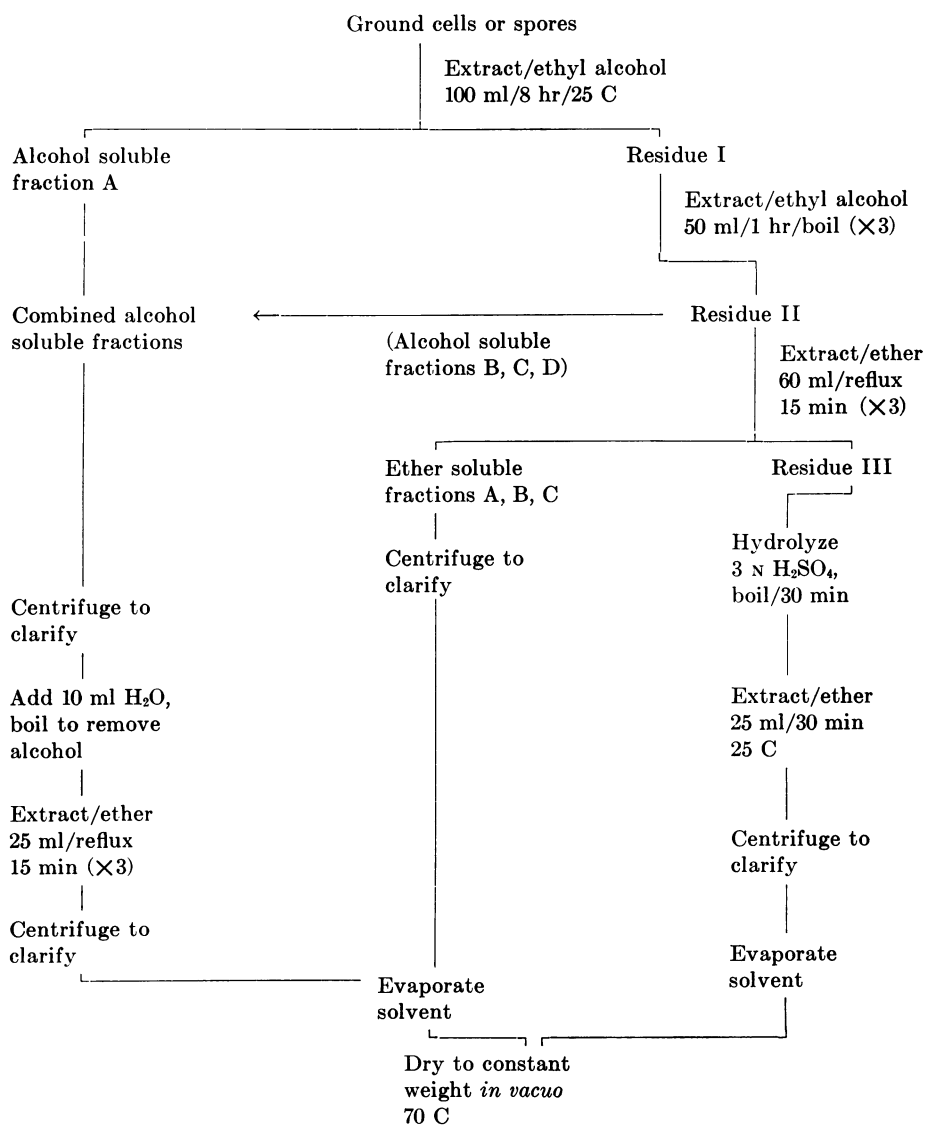 Ground cells or spores
Extract/ethyl alcohol
100 ml/8 hr/25 C
Alcohol soluble
fraction A
Residue I
Extract/ethyl alcohol
50 ml/1 hr/boil (×3)
Combined alcohol
soluble fractions
Residue II
(Alcohol soluble
fractions B, C, D)
Extract/ether
60 ml/reflux
15 min (×3)
Ether soluble
fractions A, B, C
Residue III
Centrifuge to
clarify
Hydrolyze
3 N H₂SO₄,
boil/30 min
Centrifuge to
clarify
Add 10 ml H₂O,
boil to remove
alcohol
Extract/ether
25 ml/30 min
25 C
Extract/ether
25 ml/reflux
15 min (×3)
Centrifuge to
clarify
Centrifuge to
clarify
Evaporate
solvent
Evaporate
solvent
Dry to constant
weight in vacuo
70 C